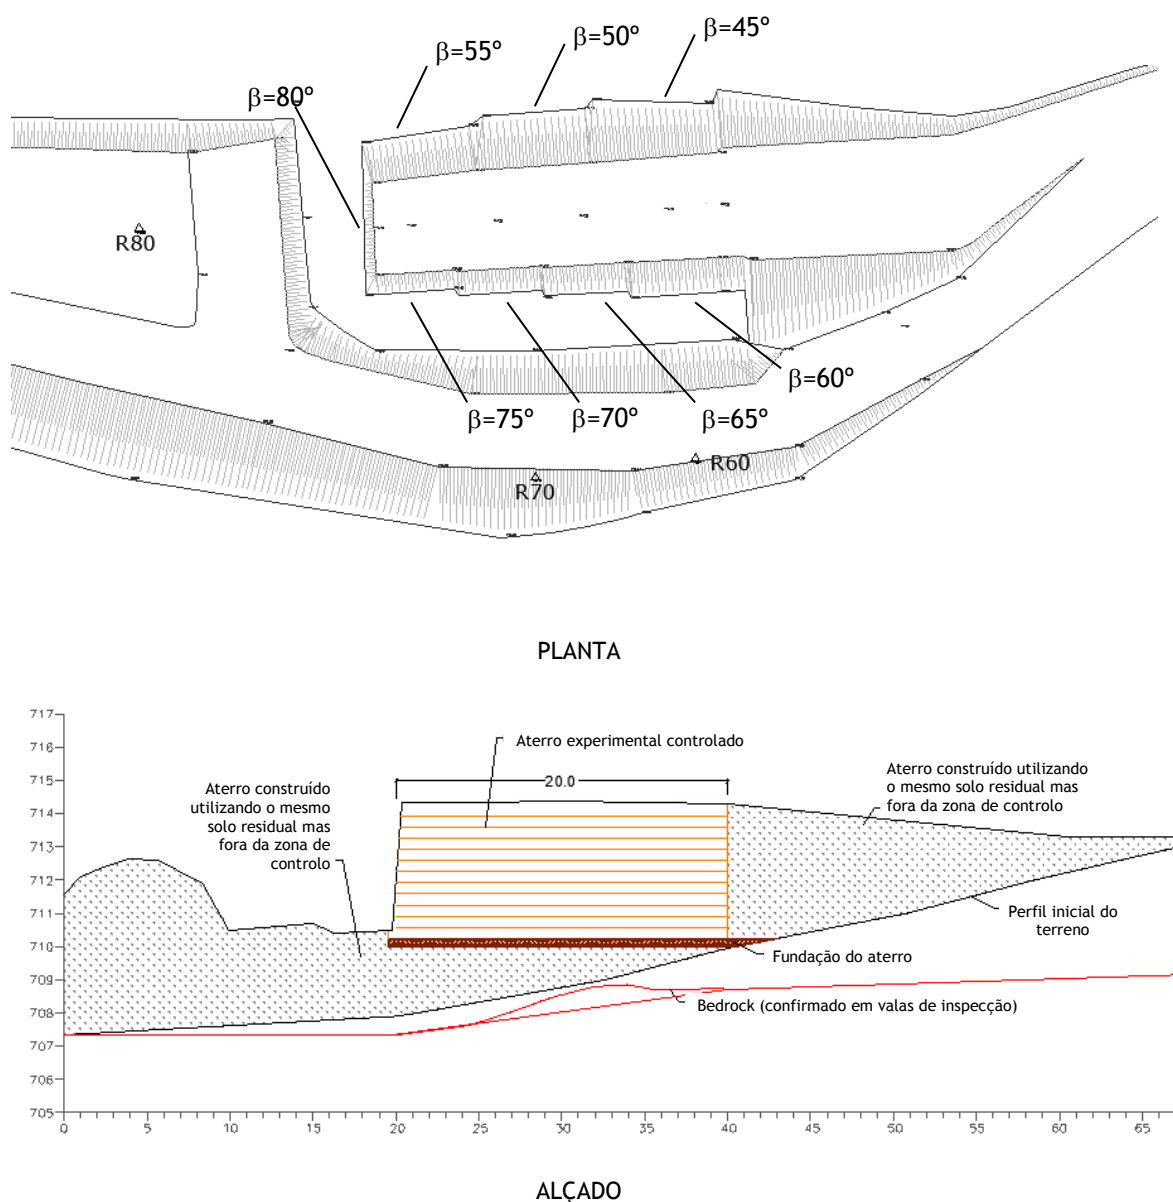 β=45º
β=50º
β=55º
β=80º
R80
β=60º
β=75º
β=70º
β=65º
R60
R70
PLANTA
717
716
715
714
713
712
711
710
709
708
707
706
705
Aterro experimental controlado
20.0
Aterro construído
utilizando o mesmo
solo residual mas
fora da zona de
controlo
Aterro construído utilizando
o mesmo solo residual mas
fora da zona de controlo
Perfil inicial do
terreno
Fundação do aterro
Bedrock (confirmado em valas de inspecção)
0 5 10 15 20 25 30 35 40 45 50 55 60 65
ALÇADO